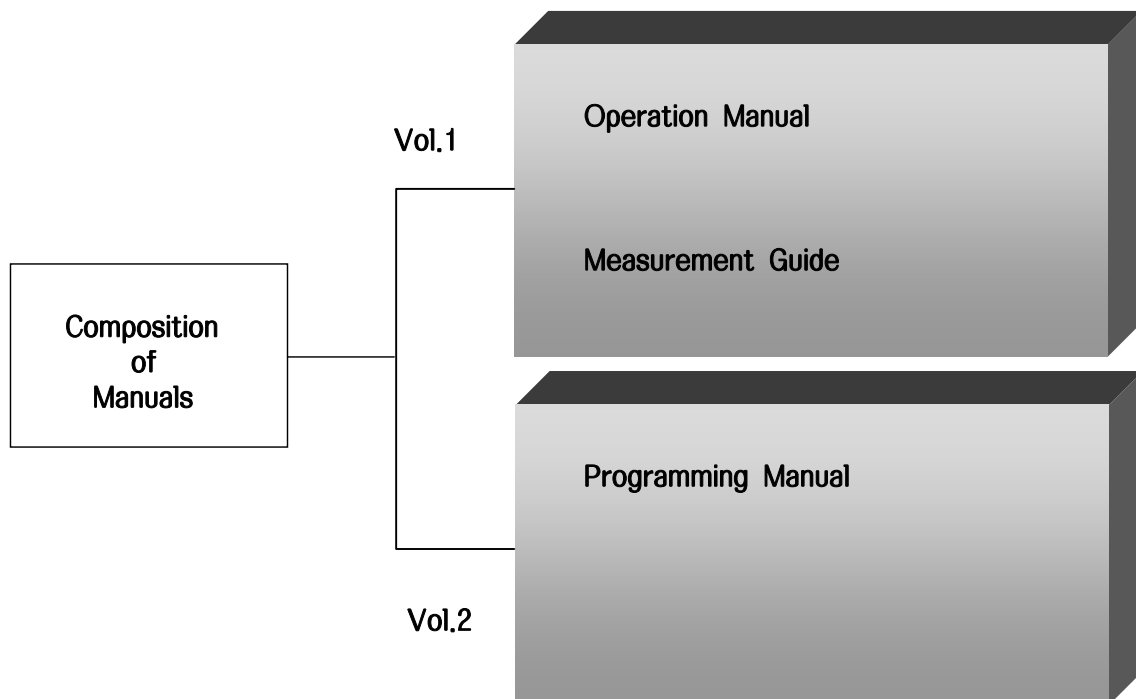 Composition
of
Manuals
Vol.1
Operation Manual
Measurement Guide
Vol.2
Programming Manual